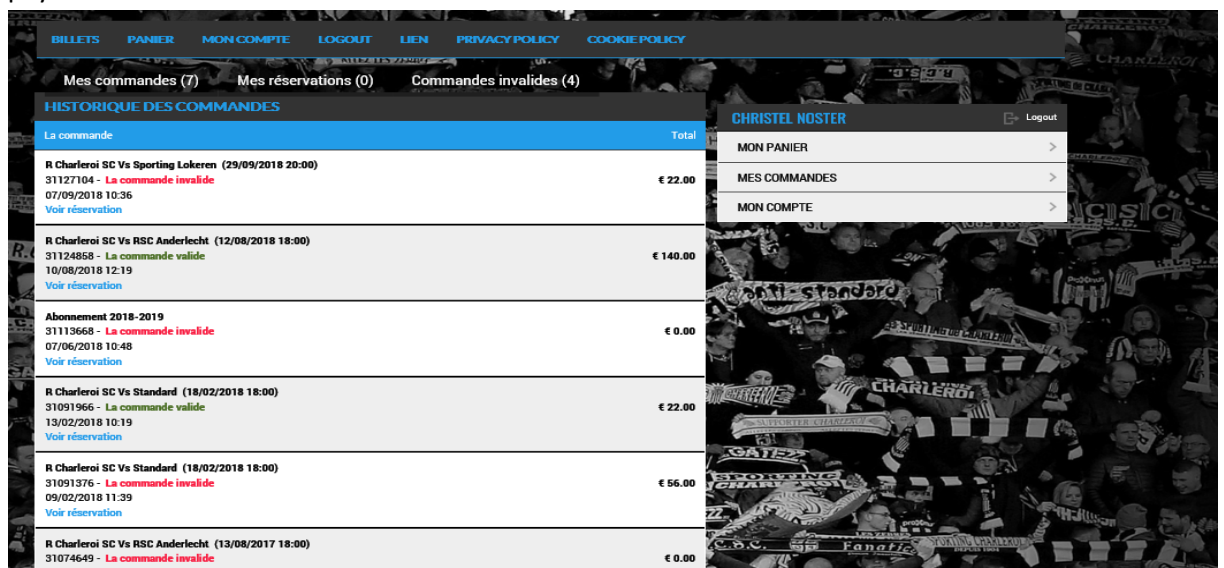 BILLETS PANIER MON COMPTE LOGOUT LIEN PRIVACY POLICY COOKIE POLICY
Mes commandes (7) Mes réservations (0) Commandes invalides (4)
HISTORIQUE DES COMMANDES
La commande Total
R Charleroi SC Vs Sporting Lokeren (29/09/2018 20:00)
31127104 - La commande invalide € 22.00
07/09/2018 10:36
Voir réservation
R Charleroi SC Vs RSC Anderlecht (12/08/2018 18:00)
31124858 - La commande valide € 140.00
10/08/2018 12:19
Voir réservation
Abonnement 2018-2019
31113668 - La commande invalide € 0.00
07/06/2018 10:48
Voir réservation
R Charleroi SC Vs Standard (18/02/2018 18:00)
31091966 - La commande valide € 22.00
13/02/2018 10:19
Voir réservation
R Charleroi SC Vs Standard (18/02/2018 18:00)
31091376 - La commande invalide € 56.00
09/02/2018 11:39
Voir réservation
R Charleroi SC Vs RSC Anderlecht (13/08/2017 18:00)
31074649 - La commande invalide € 0.00
CHRISTEL NOSTER Logout
MON PANIER
MES COMMANDES
MON COMPTE
anti-standard
CHARLEROI
SUPPORTER CHARLEROI
SPORTING
Fanatic